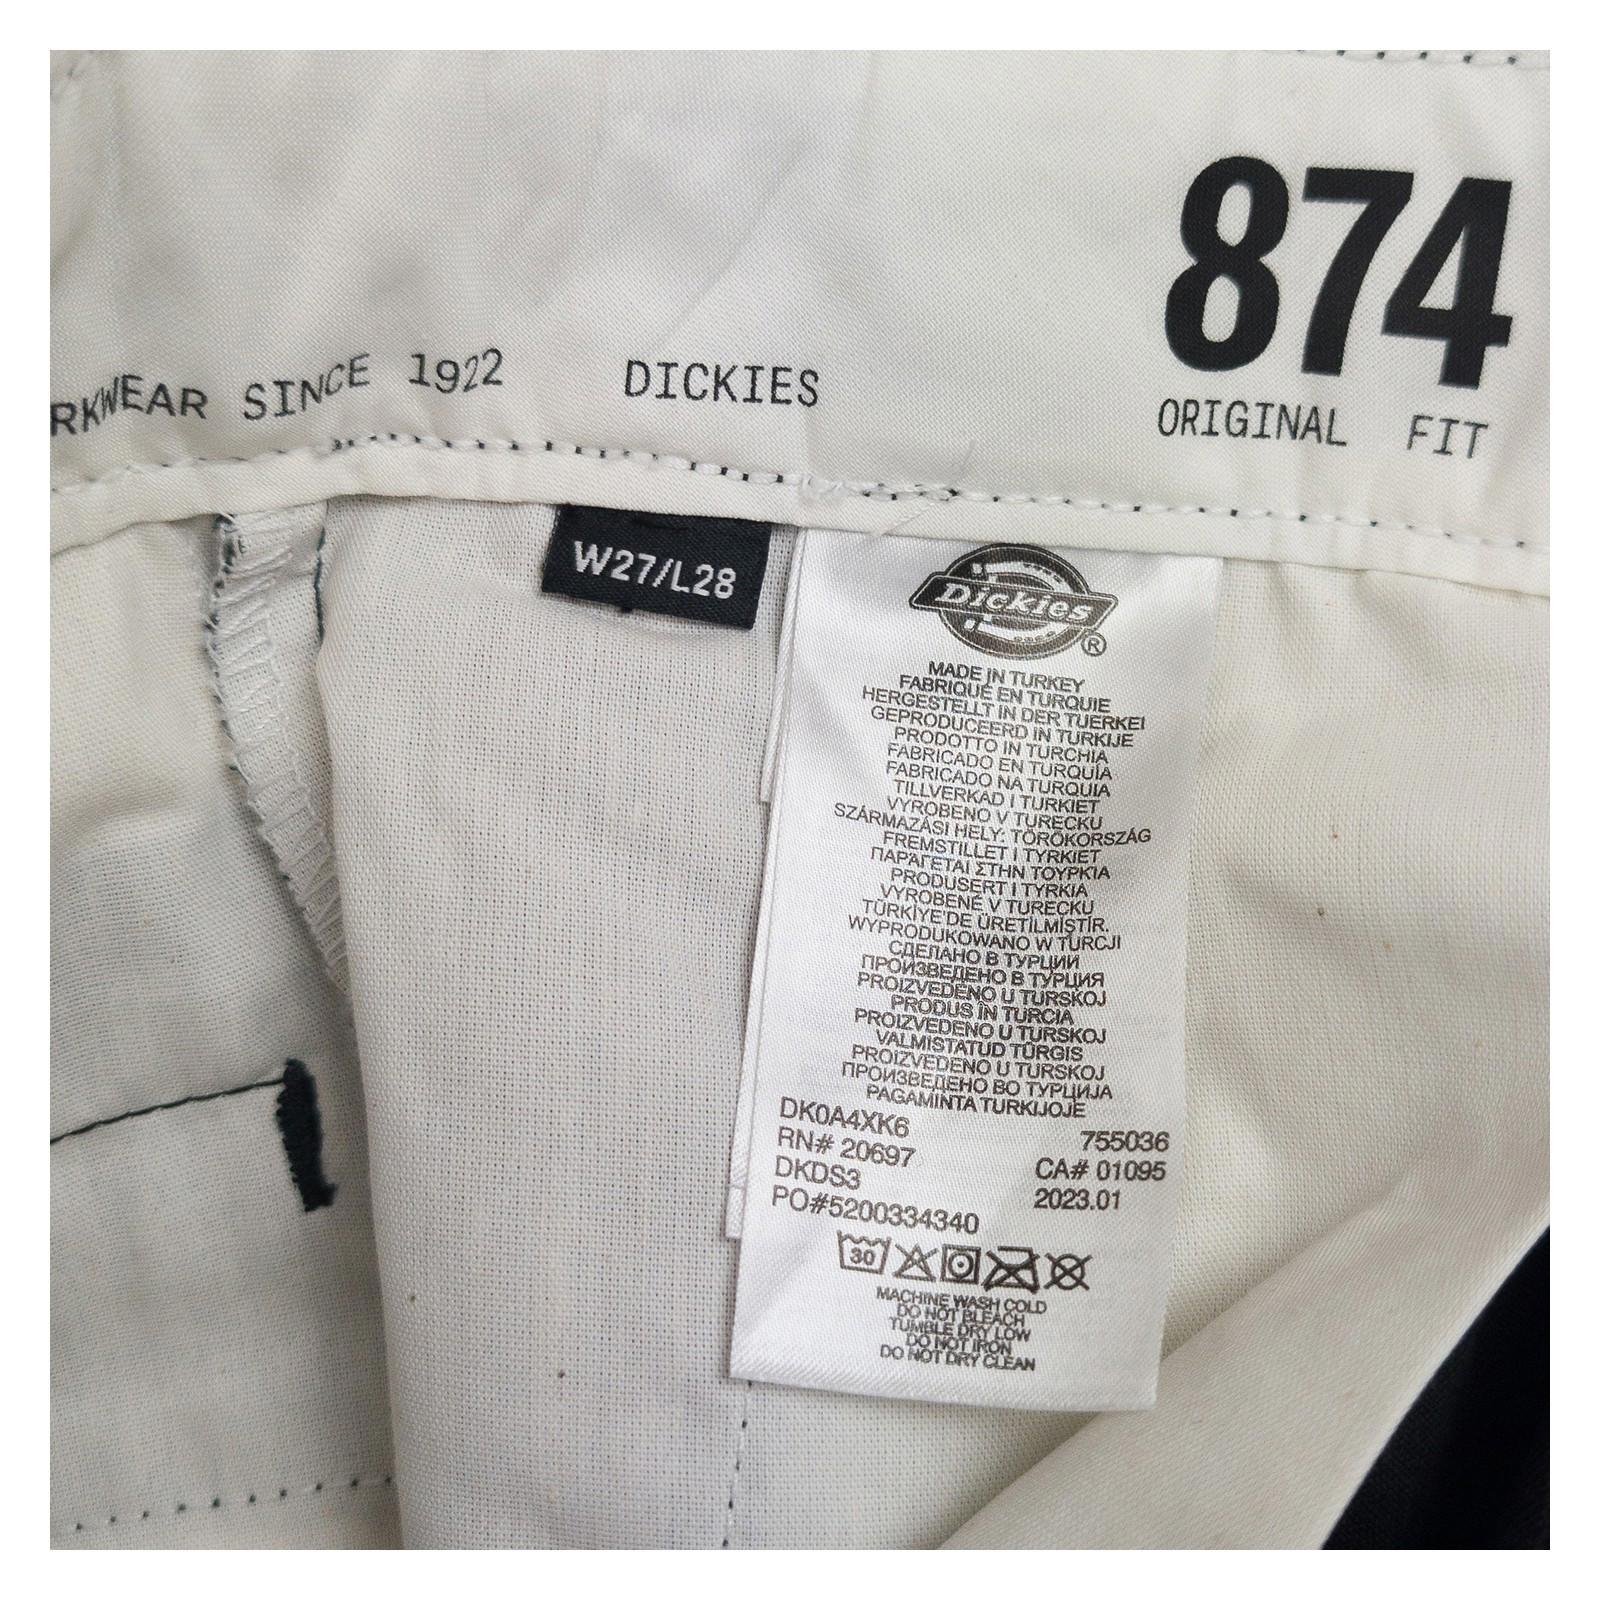 874
RKWEAR SINCE 1922 DICKIES
ORIGINAL FIT
W27/L28
Dickies®
MADE IN TURKEY
FABRIQUÉ EN TURQUIE
HERGESTELLT IN DER TUERKEI
GEPRODUCEERD IN TURKIJE
PRODOTTO IN TURCHIA
FABRICADO EN TURQUÍA
FABRICADO NA TURQUIA
TILLVERKAD I TURKIET
VYROBENO V TURECKU
SZÁRMAZÁSI HELY: TÖRÖKORSZÁG
FREMSTILLET I TYRKIET
ΠΑΡΑΓΕΤΑΙ ΣΤΗΝ ΤΟΥΡΚΙΑ
PRODUSERT I TYRKIA
VYROBENÉ V TURECKU
TÜRKİYE'DE ÜRETİLMİŞTİR.
WYPRODUKOWANO W TURCJI
СДЕЛАНО В ТУРЦИИ
ПРОИЗВЕДЕНО В ТУРЦИЯ
PROIZVEDENO U TURSKOJ
PRODUS ÎN TURCIA
PROIZVEDENO U TURSKOJ
VALMISTATUD TÜRGIS
PROIZVEDENO U TURSKOJ
ПРОИЗВЕДЕНО ВО ТУРЦИЈА
PAGAMINTA TURKIJOJE
DK0A4XK6 755036
RN# 20697 CA# 01095
DKDS3 2023.01
PO#5200334340
30
MACHINE WASH COLD
DO NOT BLEACH
TUMBLE DRY LOW
DO NOT IRON
DO NOT DRY CLEAN